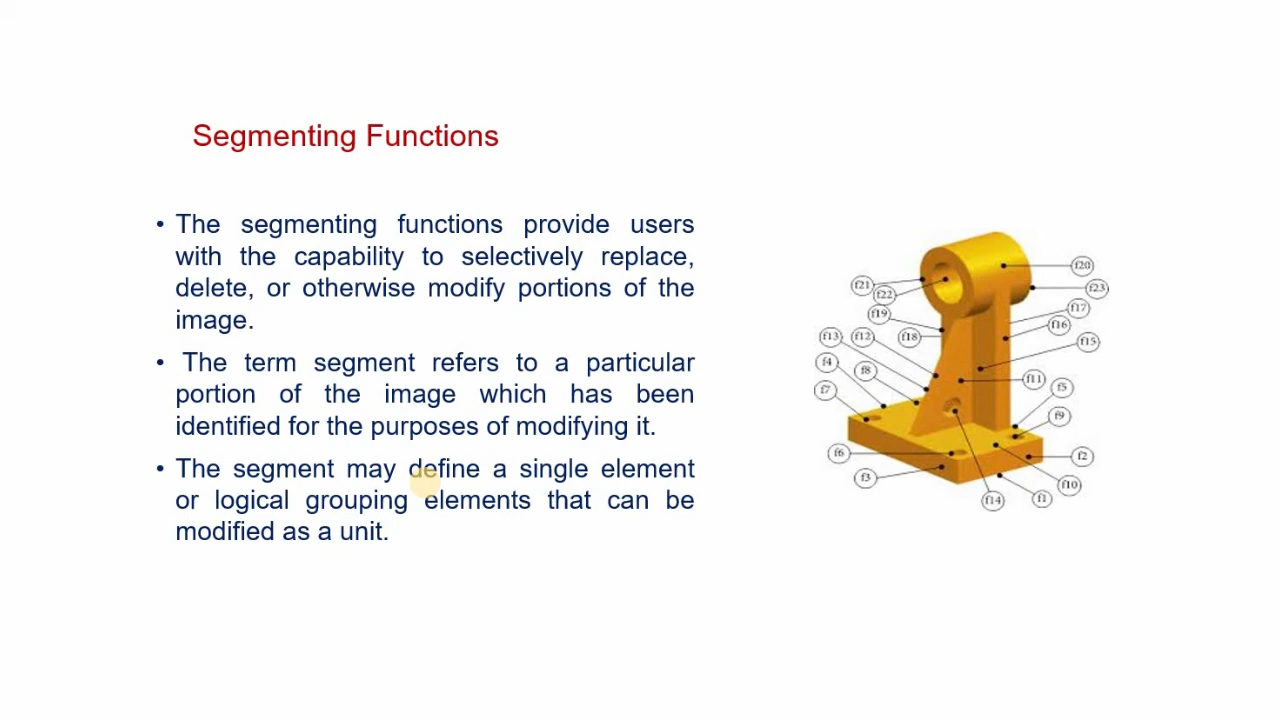 Segmenting Functions
• The segmenting functions provide users
with the capability to selectively replace,
delete, or otherwise modify portions of the
image.
• The term segment refers to a particular
portion of the image which has been
identified for the purposes of modifying it.
• The segment may define a single element
or logical grouping elements that can be
modified as a unit.
f20
f21
f22
f23
f19
f17
f16
f13
f12
f18
f15
f4
f8
f11
f7
f5
f9
f6
f2
f3
f10
f14
f1